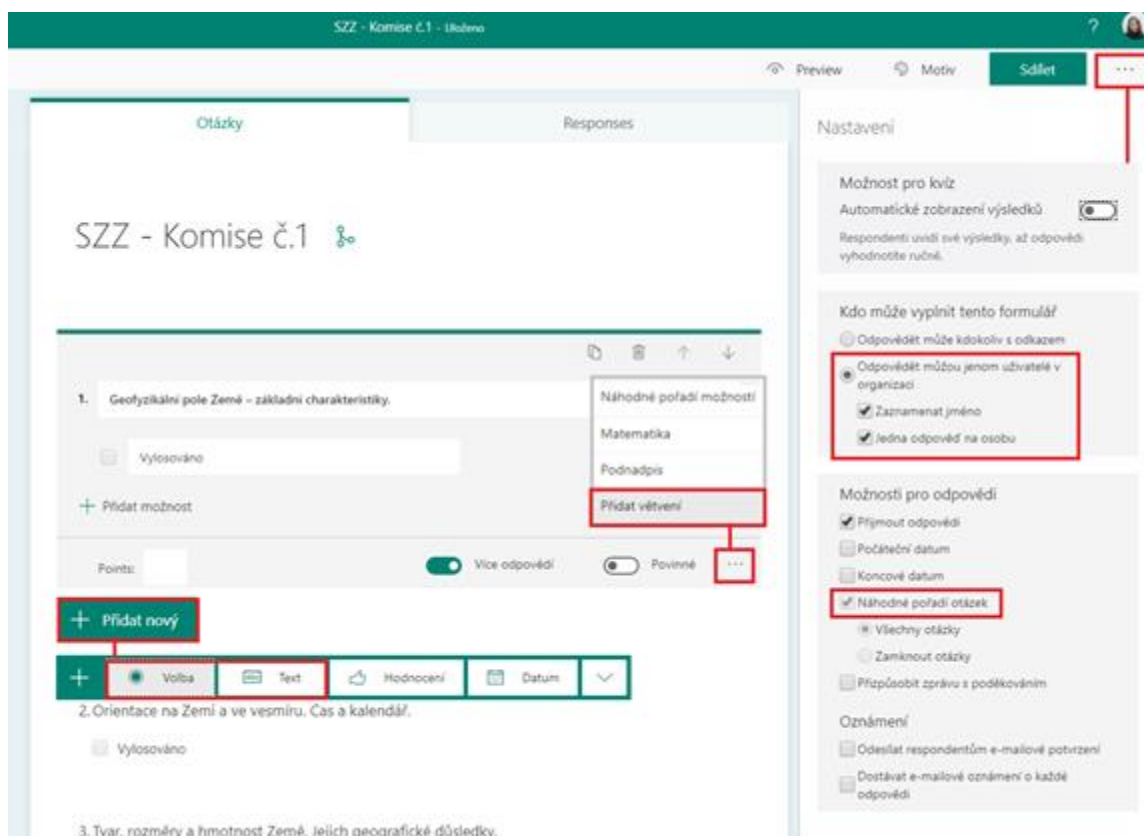 SZZ - Komise č.1 - Uloženo
?
Preview
Motiv
Sdílet
...
Otázky
Responses
SZZ - Komise č.1
1. Geofyzikální pole Země – základní charakteristiky.
Vylosováno
+ Přidat možnost
Náhodné pořadí možností
Matematika
Podnadpis
Přidat větvení
Points:
Více odpovědí
Povinné
...
+ Přidat nový
+ Volba
Text
Hodnocení
Datum
2. Orientace na Zemi a ve vesmíru. Čas a kalendář.
Vylosováno
3. Tvar, rozměry a hmotnost Země. Jejich geografické důsledky.
Nastavení
Možnost pro kvíz
Automatické zobrazení výsledků
Respondenti uvidí své výsledky, až odpovědi
vyhodnotíte ručně.
Kdo může vyplnit tento formulář
Odpovědět může kdokoliv s odkazem
Odpovědět můžou jenom uživatelé v
organizaci
Zaznamenat jméno
Jedna odpověď na osobu
Možnosti pro odpovědi
Přijmout odpovědi
Počáteční datum
Koncové datum
Náhodné pořadí otázek
Všechny otázky
Zamknout otázky
Přizpůsobit zprávu s poděkováním
Oznámení
Odesílat respondentům e-mailové potvrzení
Dostávat e-mailové oznámení o každé
odpovědi